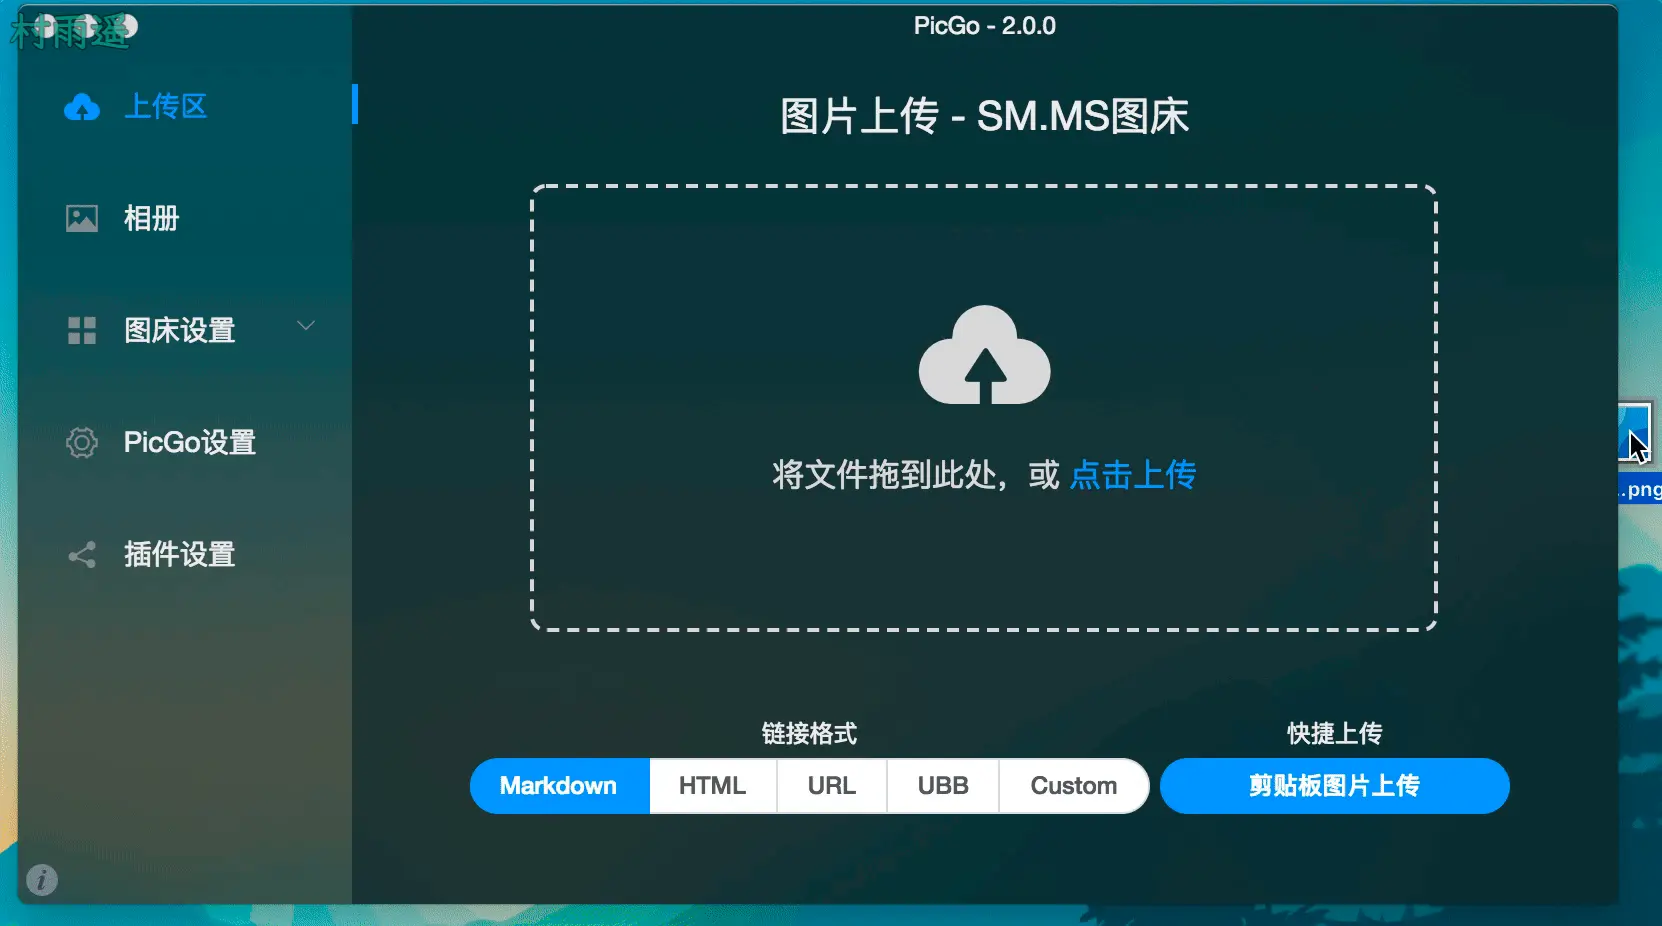 村雨遥
PicGo - 2.0.0
上传区
相册
图床设置
PicGo设置
插件设置
图片上传 - SM.MS图床
将文件拖到此处，或 点击上传
.png
链接格式
Markdown HTML URL UBB Custom
快捷上传
剪贴板图片上传
i